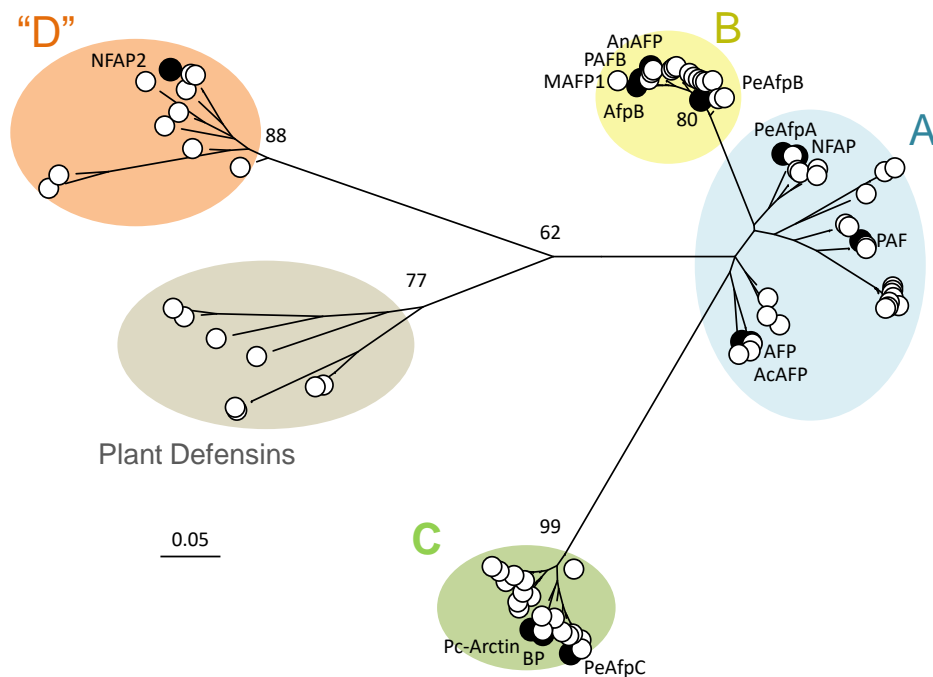 “D”
B
AnAFP
NFAP2
PAFB
MAFP1
PeAfpB
AfpB
80
A
PeAfpA
NFAP
88
62
PAF
77
AFP
AcAFP
Plant Defensins
0.05
99
C
Pc-Arctin
BP
PeAfpC